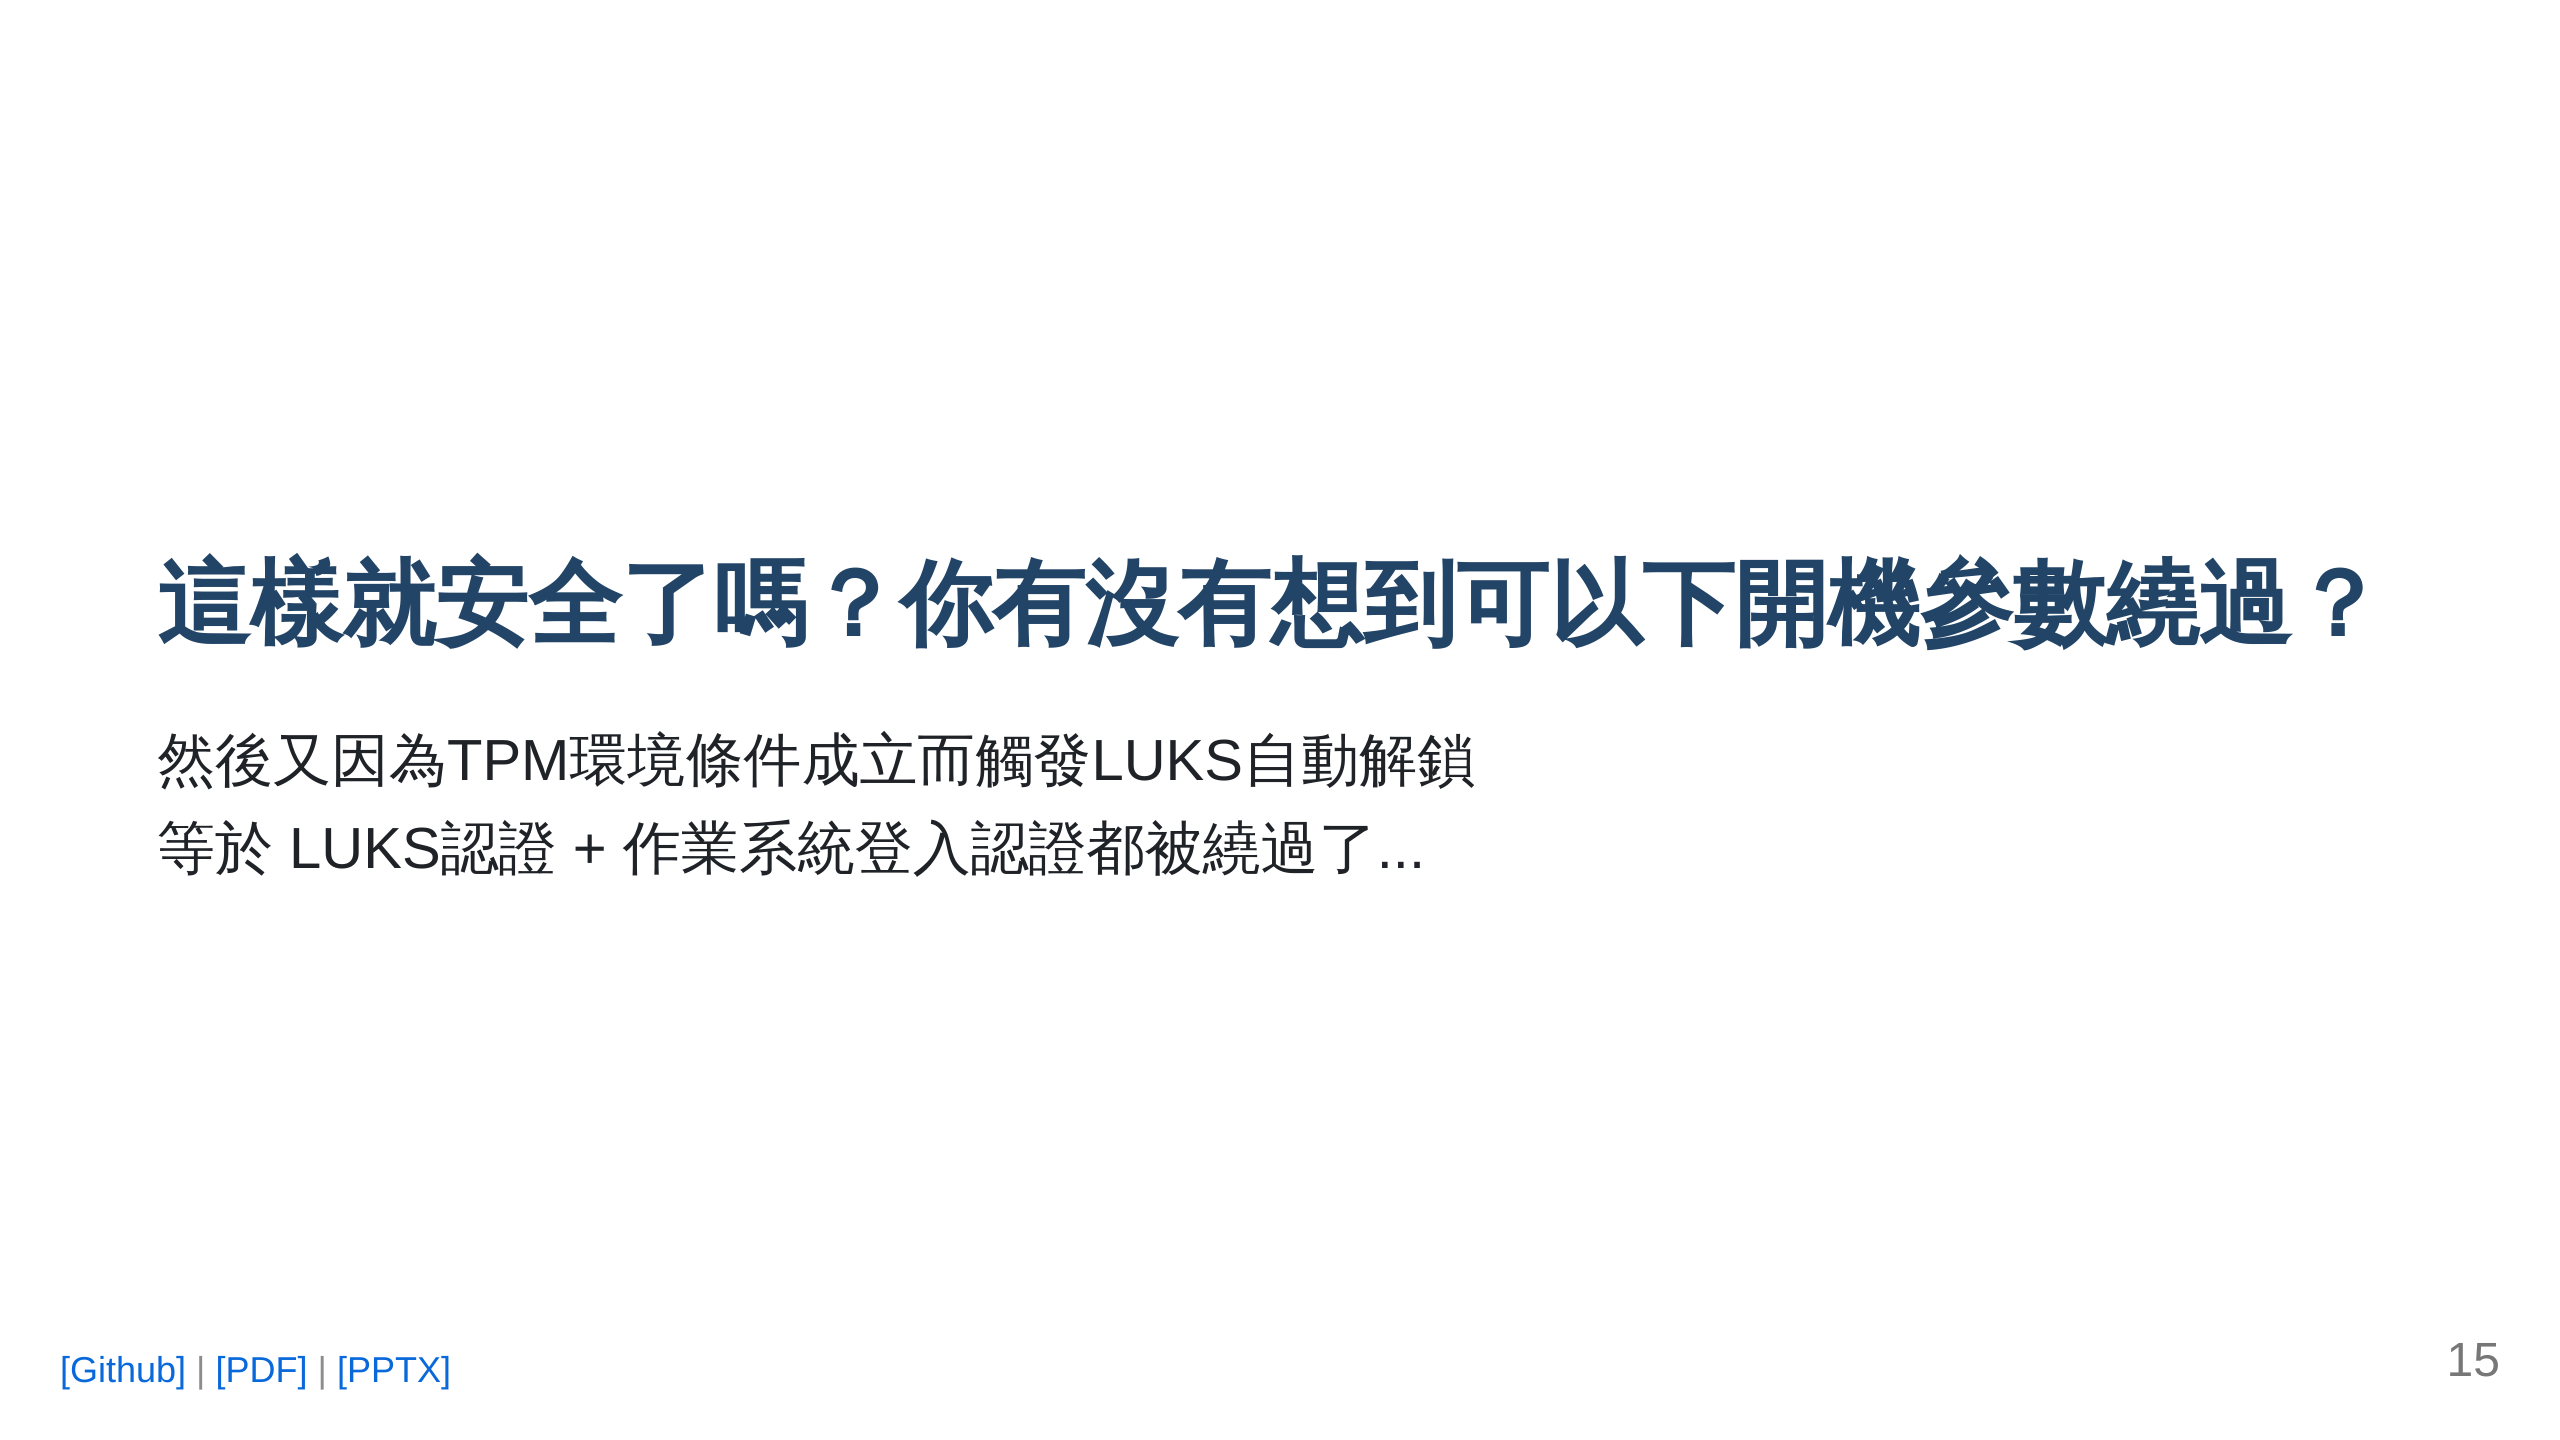 這樣就安全了嗎？你有沒有想到可以下開機參數繞過？
然後又因為TPM環境條件成立而觸發LUKS自動解鎖
等於 LUKS認證 + 作業系統登入認證都被繞過了...
[Github] | [PDF] | [PPTX]
15